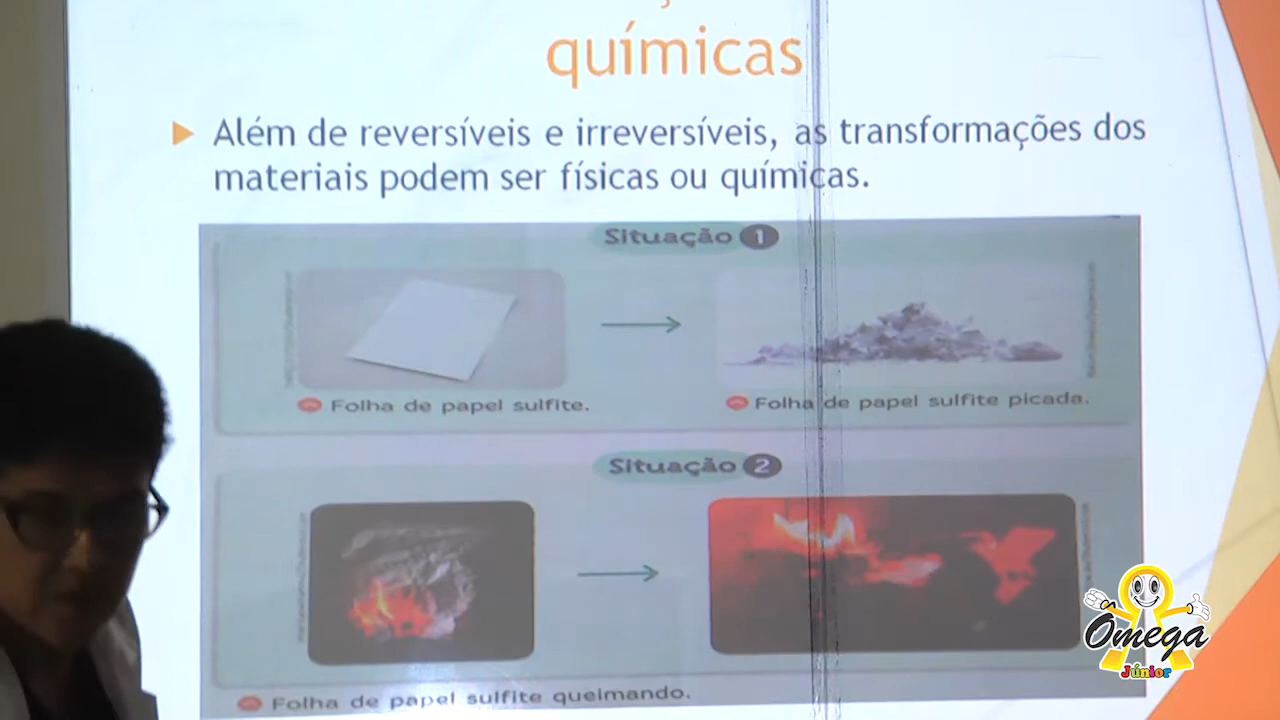 químicas
Além de reversíveis e irreversíveis, as transformações dos
materiais podem ser físicas ou químicas.
Situação 1
Folha de papel sulfite.
Folha de papel sulfite picada.
Situação 2
Folha de papel sulfite queimando.
Ômega
Júnior